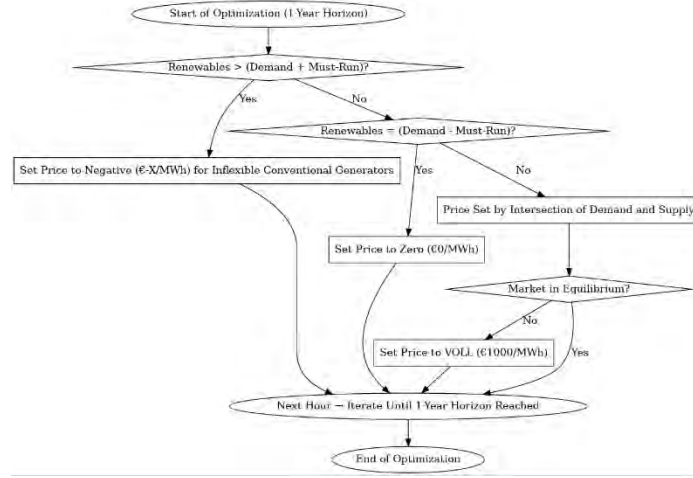 Start of Optimization (1 Year Horizon)
Renewables > (Demand + Must-Run)?
Yes
No
Renewables = (Demand - Must-Run)?
Set Price to Negative (€-X/MWh) for Inflexible Conventional Generators
Yes
No
Price Set by Intersection of Demand and Supply
Set Price to Zero (€0/MWh)
Market in Equilibrium?
No
Set Price to VOLL (€1000/MWh)
Yes
Next Hour — Iterate Until 1-Year Horizon Reached
End of Optimization